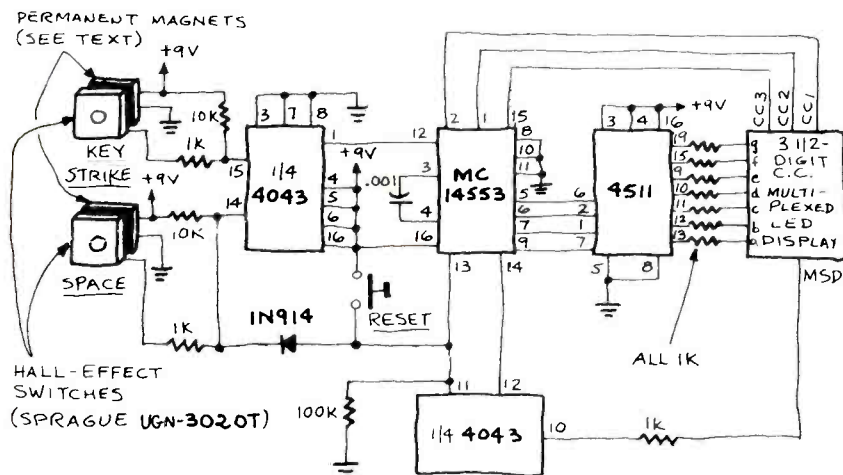 PERMANENT MAGNETS
(SEE TEXT)
+9V
10K
1K
KEY
STRIKE
+9V
10K
SPACE
1K
HALL-EFFECT
SWITCHES
(SPRAGUE UGN-3020T)
3 7 8
1
15
14
1/4
4043
4
5
6
16
+9V
.001
1N914
RESET
100K
2 1 15
12
3
4
16
MC
14553
8
10
11
5
6
7
9
13 14
11 12
1/4 4043
10
1K
+9V
3 4 16
6
2
1
7
4511
19
15
9
10
11
12
13
5 8
ALL 1K
CC3
CC2
CC1
g
f
e
d
c
b
a
3 1/2-
DIGIT
C.C.
MULTI-
PLEXED
LED
DISPLAY
MSD